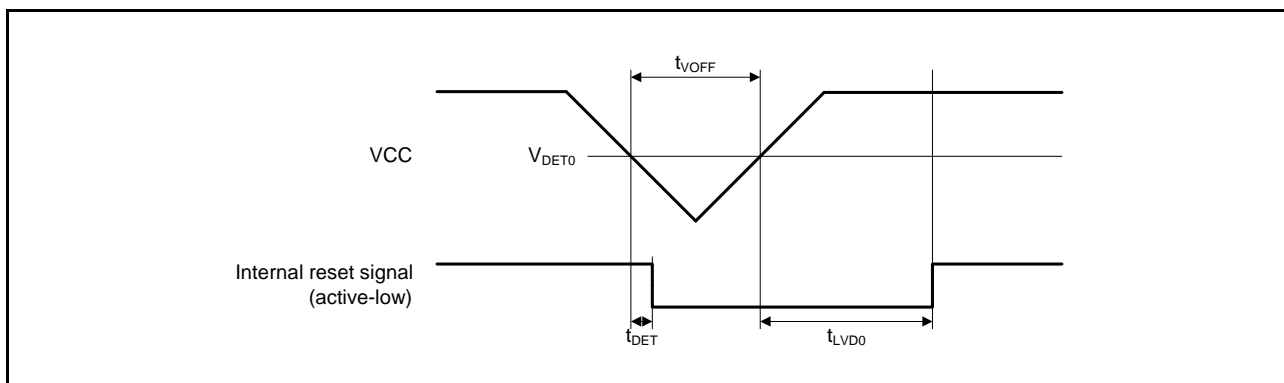 tVOFF
VCC
VDET0
Internal reset signal
(active-low)
tDET
tLVD0